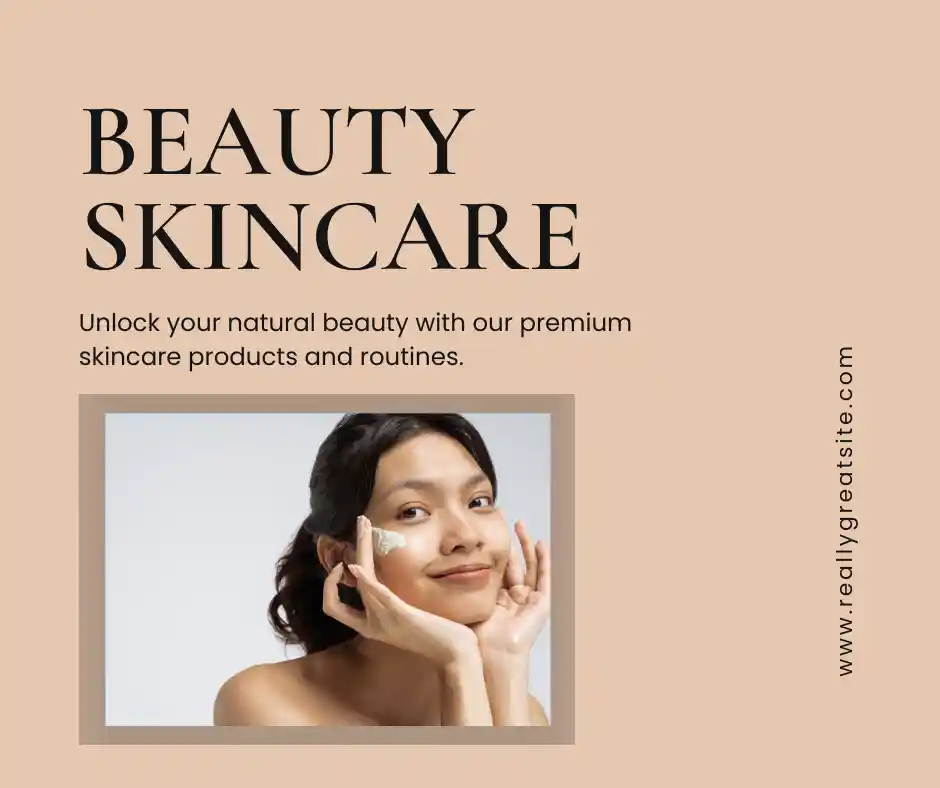 BEAUTY
SKINCARE
Unlock your natural beauty with our premium
skincare products and routines.
www.reallygreatsite.com